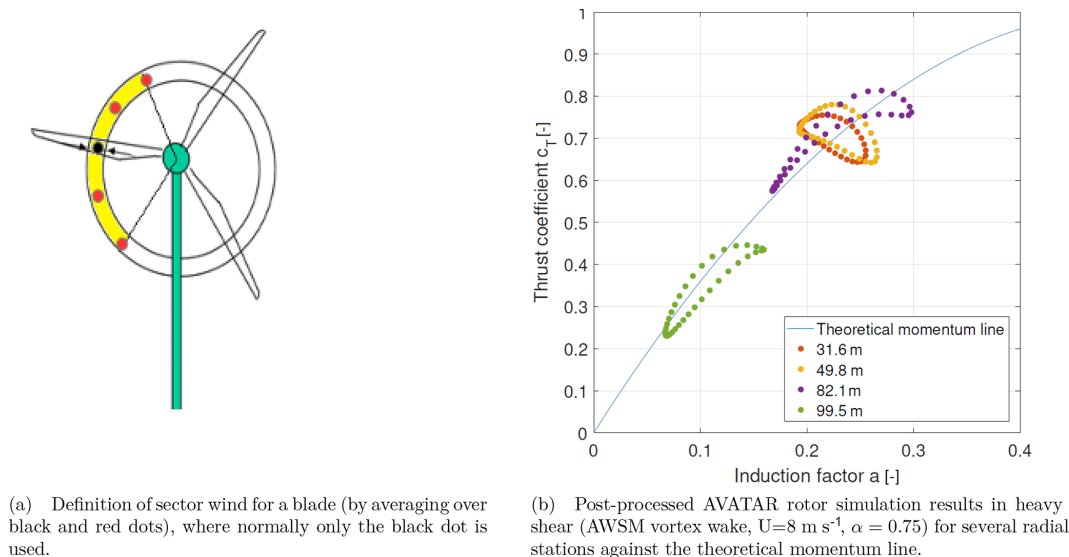 1
0.9
0.8
0.7
0.6
0.5
0.4
0.3
0.2
0.1
0
Thrust coefficient c_T [-]
0 0.1 0.2 0.3 0.4
Induction factor a [-]
Theoretical momentum line
31.6 m
49.8 m
82.1 m
99.5 m
(a) Definition of sector wind for a blade (by averaging over
black and red dots), where normally only the black dot is
used.
(b) Post-processed AVATAR rotor simulation results in heavy
shear (AWSM vortex wake, U=8 m s⁻¹, α = 0.75) for several radial
stations against the theoretical momentum line.